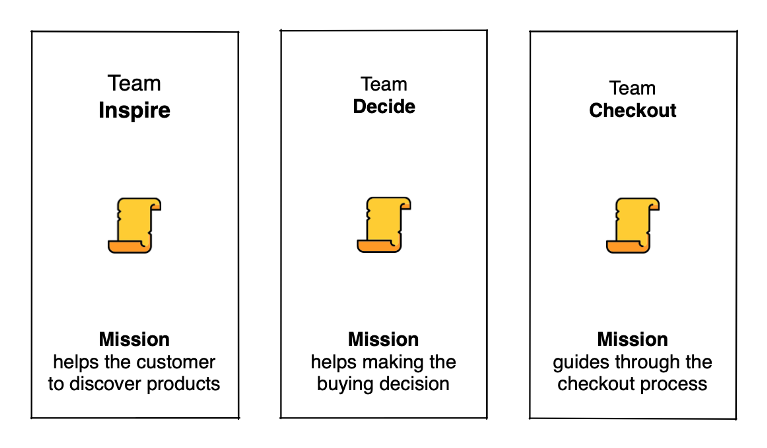 Team
Inspire
Mission
helps the customer
to discover products
Team
Decide
Mission
helps making the
buying decision
Team
Checkout
Mission
guides through the
checkout process